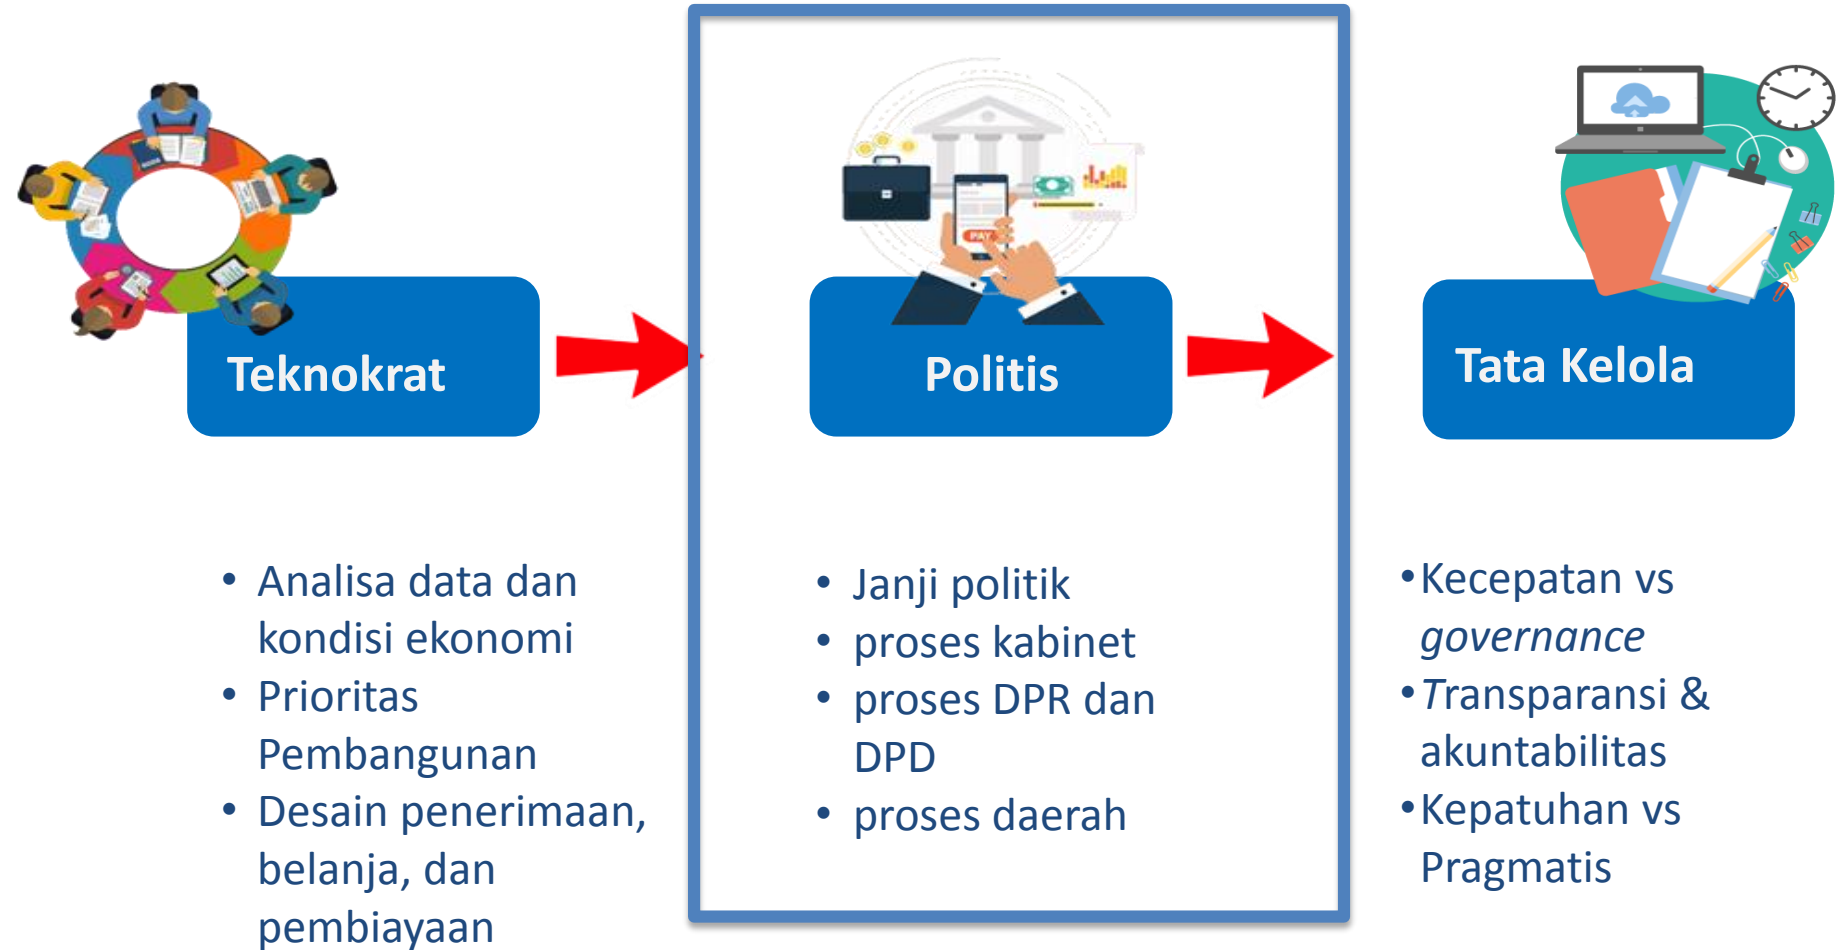 PAY
Teknokrat
• Analisa data dan
kondisi ekonomi
• Prioritas
Pembangunan
• Desain penerimaan,
belanja, dan
pembiayaan
Politis
• Janji politik
• proses kabinet
• proses DPR dan
DPD
• proses daerah
Tata Kelola
•Kecepatan vs
governance
•Transparansi &
akuntabilitas
•Kepatuhan vs
Pragmatis